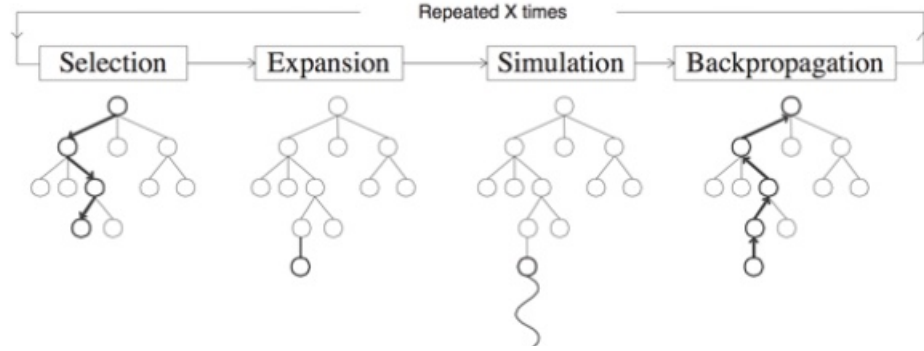 Repeated X times
Selection
Expansion
Simulation
Backpropagation